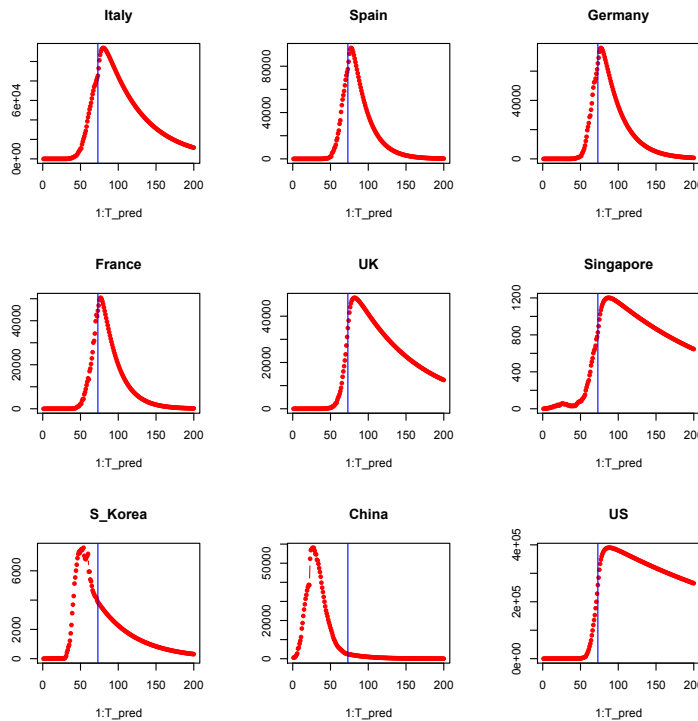 Italy
0e+00 6e+04
0 50 100 150 200
1:T_pred
Spain
0 40000 80000
0 50 100 150 200
1:T_pred
Germany
0 40000
0 50 100 150 200
1:T_pred
France
0 20000 40000
0 50 100 150 200
1:T_pred
UK
0 20000 40000
0 50 100 150 200
1:T_pred
Singapore
0 400 800 1200
0 50 100 150 200
1:T_pred
S_Korea
0 2000 6000
0 50 100 150 200
1:T_pred
China
0 10000 30000 50000
0 50 100 150 200
1:T_pred
US
0e+00 2e+05 4e+05
0 50 100 150 200
1:T_pred